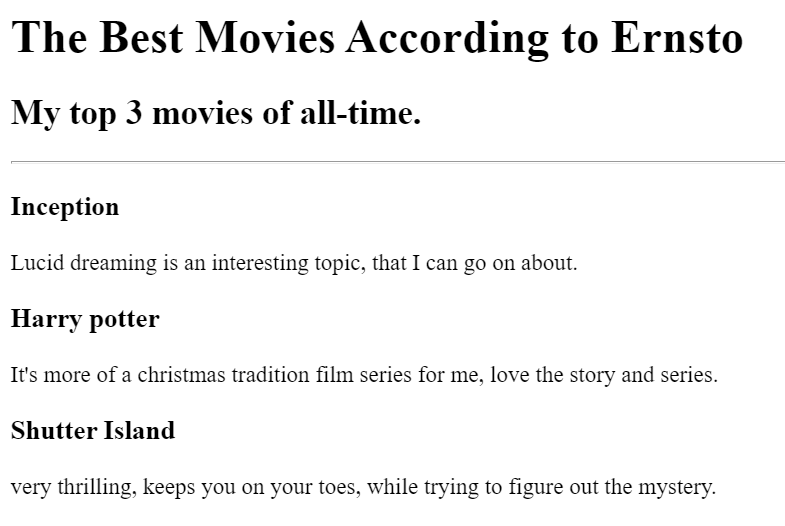 The Best Movies According to Ernsto
My top 3 movies of all-time.
Inception
Lucid dreaming is an interesting topic, that I can go on about.
Harry potter
It's more of a christmas tradition film series for me, love the story and series.
Shutter Island
very thrilling, keeps you on your toes, while trying to figure out the mystery.